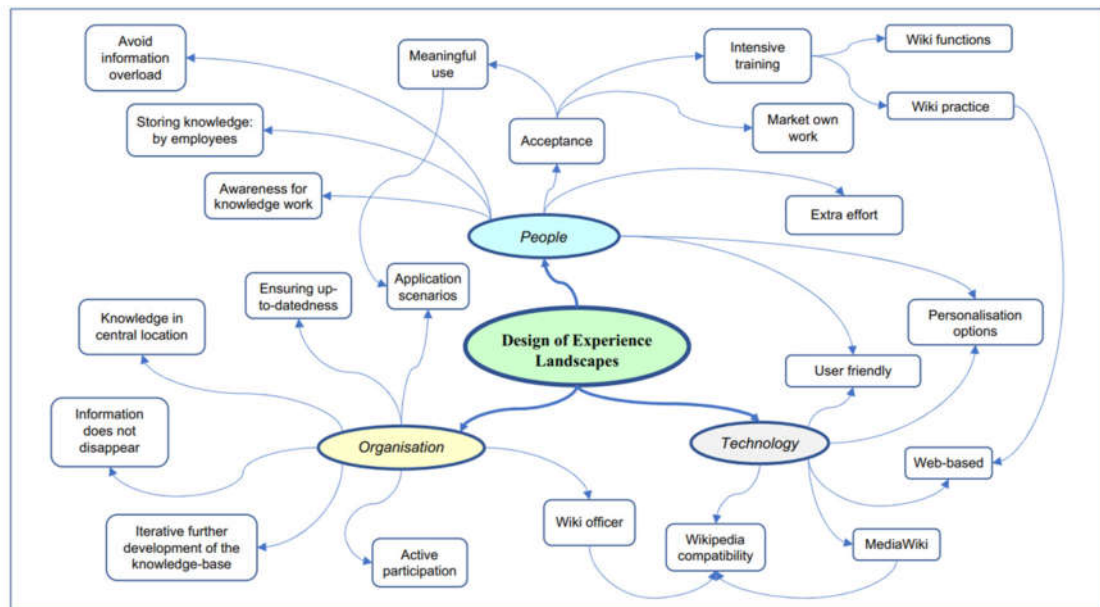 Avoid
information
overload
Meaningful
use
Intensive
training
Wiki functions
Wiki practice
Storing knowledge:
by employees
Acceptance
Market own
work
Awareness for
knowledge work
Extra effort
People
Ensuring up-
to-datedness
Application
scenarios
Knowledge in
central location
Design of Experience
Landscapes
Personalisation
options
User friendly
Information
does not
disappear
Organisation
Technology
Web-based
Iterative further
development of the
knowledge-base
Active
participation
Wiki officer
Wikipedia
compatibility
MediaWiki